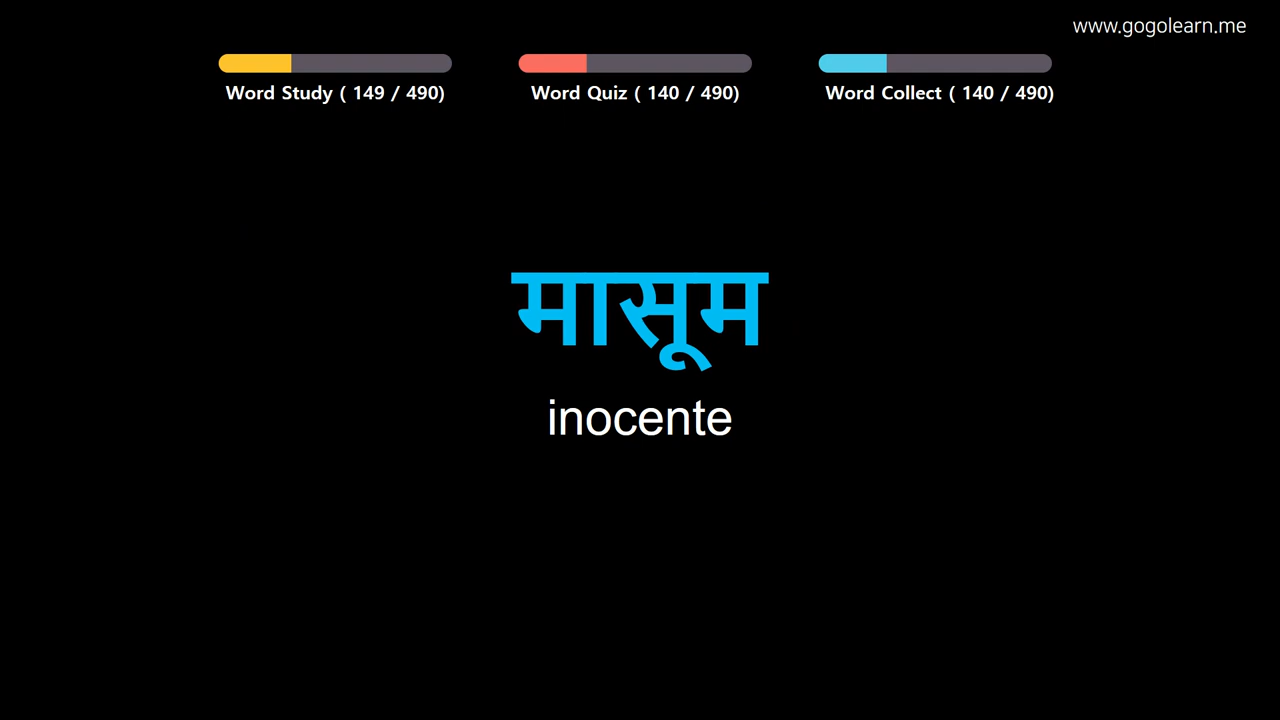 www.gogolearn.me
Word Study ( 149 / 490)
Word Quiz ( 140 / 490)
Word Collect ( 140 / 490)
मासूम
inocente